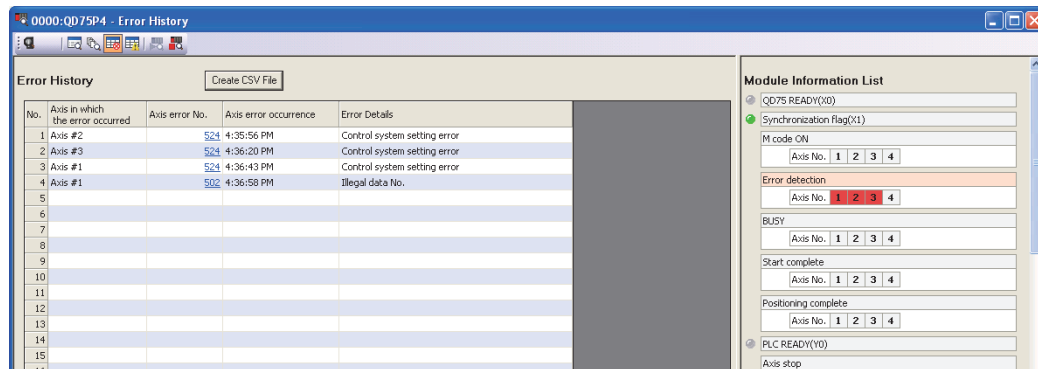 0000:QD75P4 - Error History
Error History
Create CSV File
No. Axis in which the error occurred Axis error No. Axis error occurrence Error Details
1 Axis #2 524 4:35:56 PM Control system setting error
2 Axis #3 524 4:36:20 PM Control system setting error
3 Axis #1 524 4:36:43 PM Control system setting error
4 Axis #1 502 4:36:58 PM Illegal data No.
5
6
7
8
9
10
11
12
13
14
15
Module Information List
QD75 READY(X0)
Synchronization flag(X1)
M code ON
Axis No. 1 2 3 4
Error detection
Axis No. 1 2 3 4
BUSY
Axis No. 1 2 3 4
Start complete
Axis No. 1 2 3 4
Positioning complete
Axis No. 1 2 3 4
PLC READY(Y0)
Axis stop